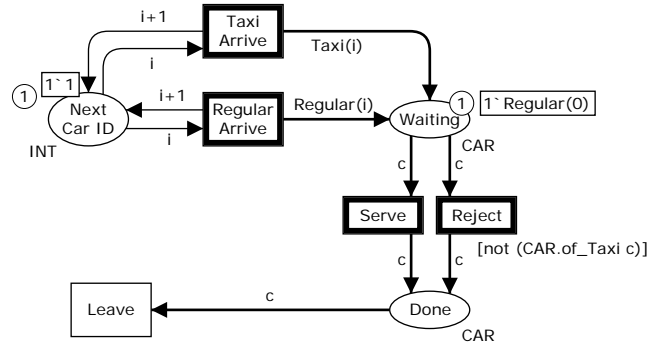 i+1
Taxi
Arrive
Taxi(i)
i
1
1`1
i+1
Next
Car ID
i
INT
Regular
Arrive
Regular(i)
Waiting
1
1`Regular(0)
CAR
c
c
Serve
Reject
[not (CAR.of_Taxi c)]
c
c
Leave
c
Done
CAR